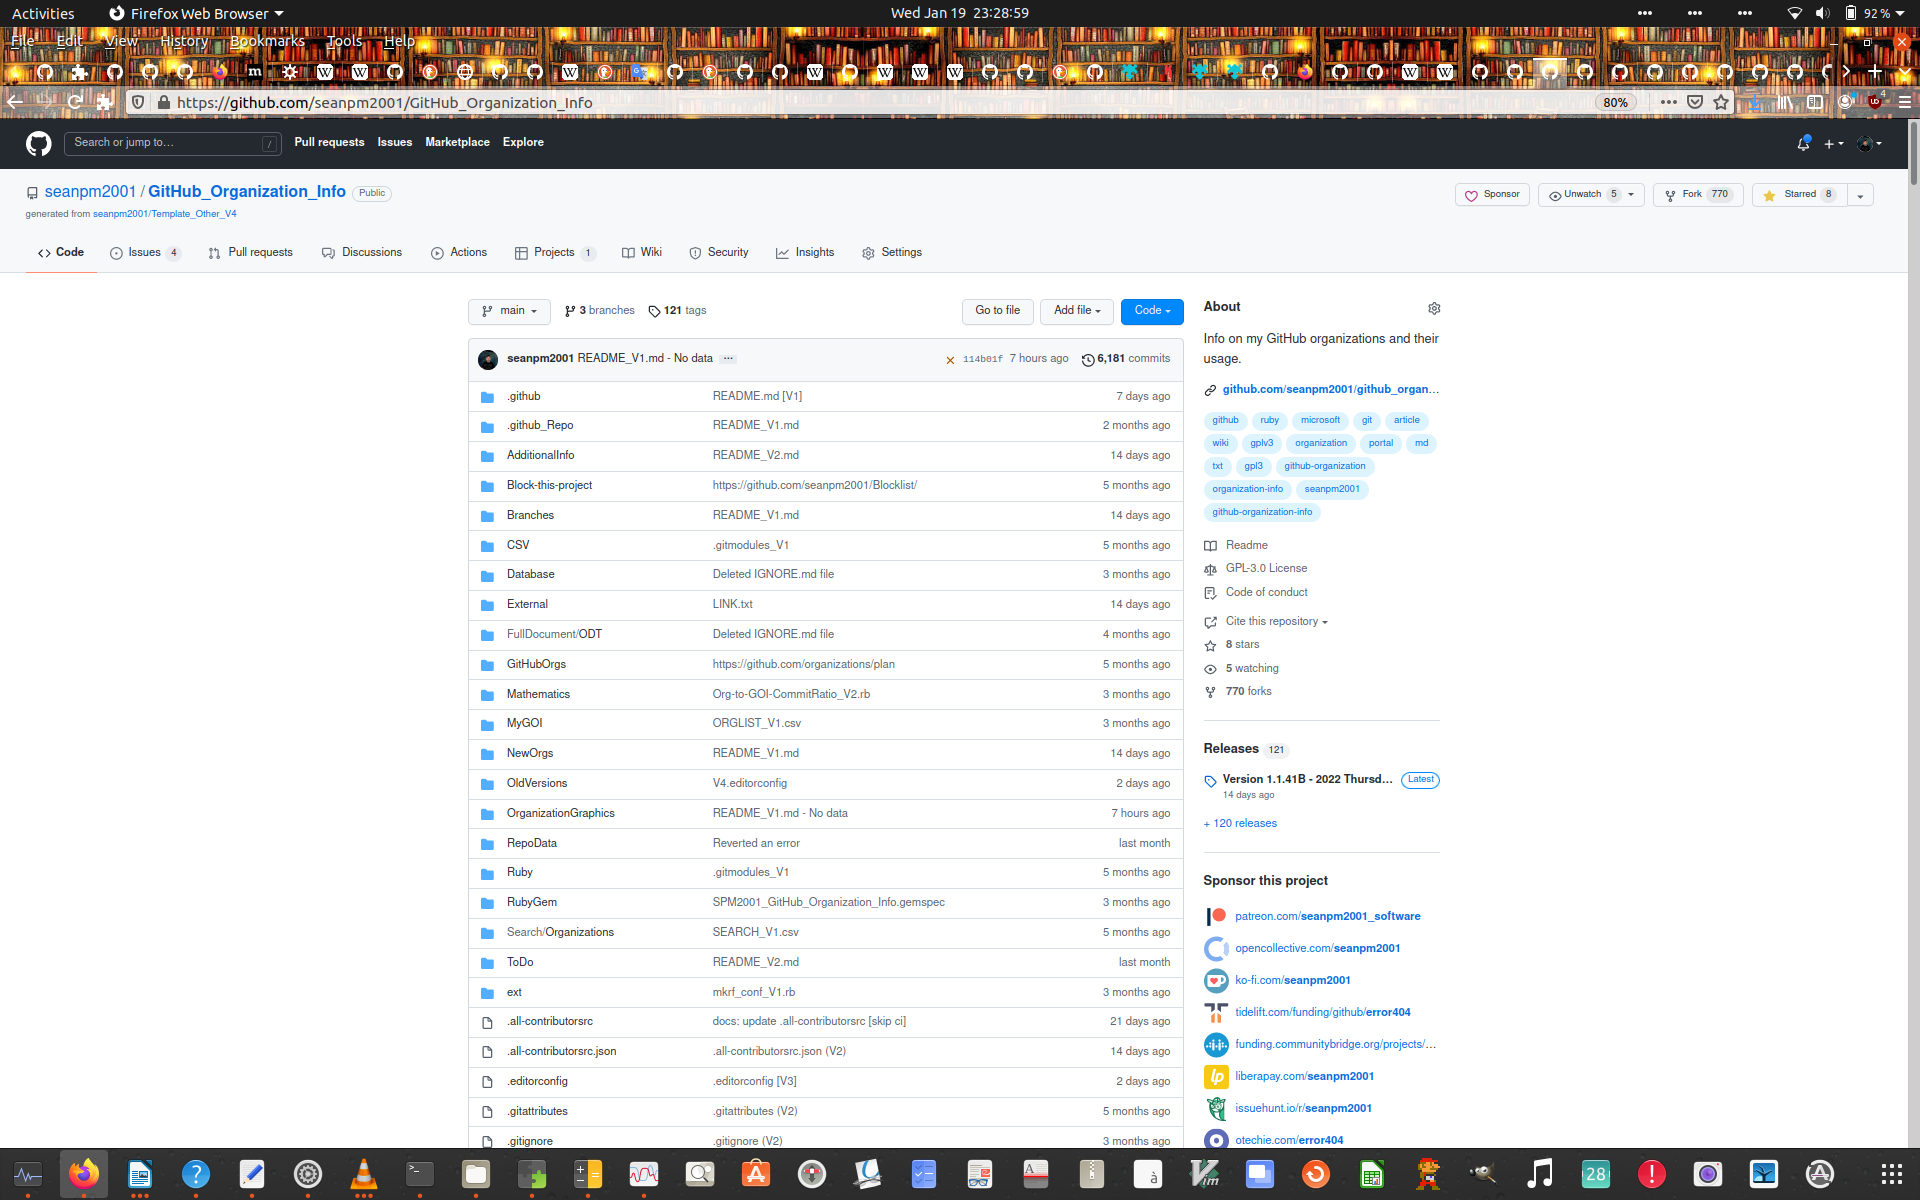 Activities Firefox Web Browser Wed Jan 19 23:28:59 92 %
File Edit View History Bookmarks Tools Help
https://github.com/seanpm2001/GitHub_Organization_Info 80% 4
Search or jump to… / Pull requests Issues Marketplace Explore
seanpm2001 / GitHub_Organization_Info Public Sponsor Unwatch 5 Fork 770 Starred 8
generated from seanpm2001/Template_Other_V4
Code Issues 4 Pull requests Discussions Actions Projects 1 Wiki Security Insights Settings
main 3 branches 121 tags Go to file Add file Code
seanpm2001 README_V1.md - No data ... 114b01f 7 hours ago 6,181 commits
.github README.md [V1] 7 days ago
.github_Repo README_V1.md 2 months ago
AdditionalInfo README_V2.md 14 days ago
Block-this-project https://github.com/seanpm2001/Blocklist/ 5 months ago
Branches README_V1.md 14 days ago
CSV .gitmodules_V1 5 months ago
Database Deleted IGNORE.md file 3 months ago
External LINK.txt 14 days ago
FullDocument/ODT Deleted IGNORE.md file 4 months ago
GitHubOrgs https://github.com/organizations/plan 5 months ago
Mathematics Org-to-GOI-CommitRatio_V2.rb 3 months ago
MyGOI ORGLIST_V1.csv 3 months ago
NewOrgs README_V1.md 14 days ago
OldVersions V4.editorconfig 2 days ago
OrganizationGraphics README_V1.md - No data 7 hours ago
RepoData Reverted an error last month
Ruby .gitmodules_V1 5 months ago
RubyGem SPM2001_GitHub_Organization_Info.gemspec 3 months ago
Search/Organizations SEARCH_V1.csv 5 months ago
ToDo README_V2.md last month
ext mkrf_conf_V1.rb 3 months ago
.all-contributorsrc docs: update .all-contributorsrc [skip ci] 21 days ago
.all-contributorsrc.json .all-contributorsrc.json (V2) 14 days ago
.editorconfig .editorconfig [V3] 2 days ago
.gitattributes .gitattributes (V2) 5 months ago
.gitignore .gitignore (V2) 3 months ago
About
Info on my GitHub organizations and their
usage.
github.com/seanpm2001/github_organ…
github ruby microsoft git article
wiki gplv3 organization portal md
txt gpl3 github-organization
organization-info seanpm2001
github-organization-info
Readme
GPL-3.0 License
Code of conduct
Cite this repository
8 stars
5 watching
770 forks
Releases 121
Version 1.1.41B - 2022 Thursd… Latest
14 days ago
+ 120 releases
Sponsor this project
patreon.com/seanpm2001_software
opencollective.com/seanpm2001
ko-fi.com/seanpm2001
tidelift.com/funding/github/error404
funding.communitybridge.org/projects/…
liberapay.com/seanpm2001
issuehunt.io/r/seanpm2001
otechie.com/error404
28